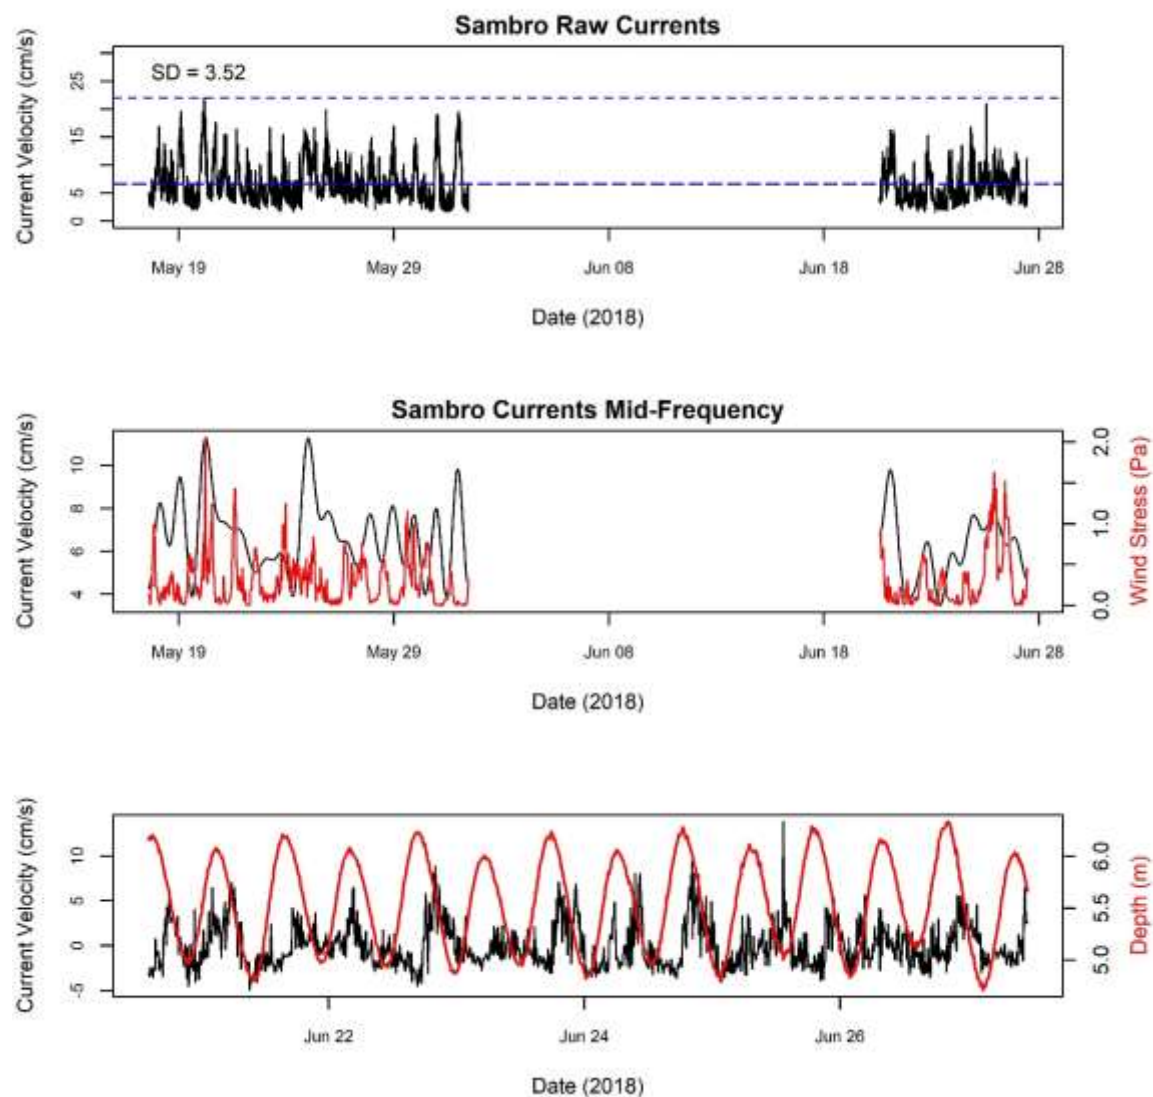 Sambro Raw Currents
Current Velocity (cm/s)
SD = 3.52
25
15
5
0
May 19 May 29 Jun 08 Jun 18 Jun 28
Date (2018)
Sambro Currents Mid-Frequency
Current Velocity (cm/s)
10
8
6
4
2.0
1.0
0.0
Wind Stress (Pa)
May 19 May 29 Jun 08 Jun 18 Jun 28
Date (2018)
Current Velocity (cm/s)
10
5
0
-5
6.0
5.5
5.0
Depth (m)
Jun 22 Jun 24 Jun 26
Date (2018)